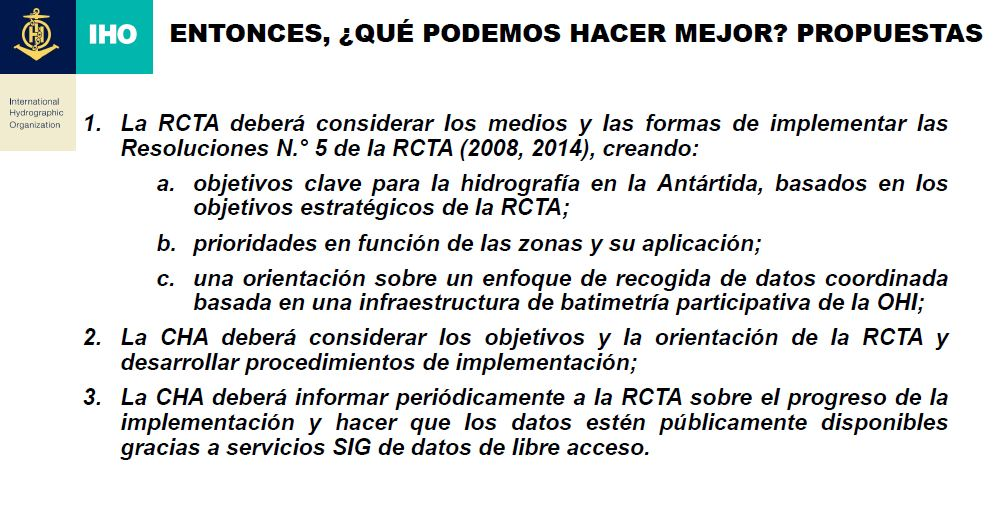 IHO
ENTONCES, ¿QUÉ PODEMOS HACER MEJOR? PROPUESTAS
International
Hydrographic
Organization
1. La RCTA deberá considerar los medios y las formas de implementar las
Resoluciones N.° 5 de la RCTA (2008, 2014), creando:
a. objetivos clave para la hidrografía en la Antártida, basados en los
objetivos estratégicos de la RCTA;
b. prioridades en función de las zonas y su aplicación;
c. una orientación sobre un enfoque de recogida de datos coordinada
basada en una infraestructura de batimetría participativa de la OHI;
2. La CHA deberá considerar los objetivos y la orientación de la RCTA y
desarrollar procedimientos de implementación;
3. La CHA deberá informar periódicamente a la RCTA sobre el progreso de la
implementación y hacer que los datos estén públicamente disponibles
gracias a servicios SIG de datos de libre acceso.